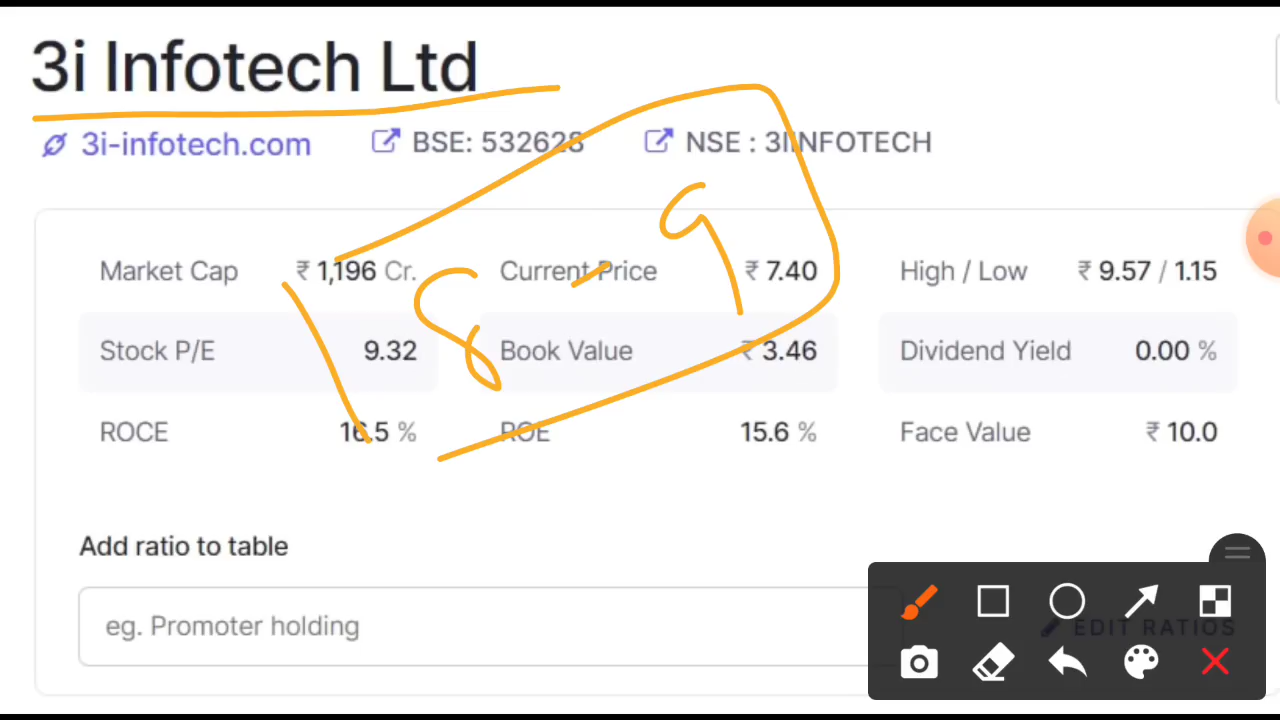 3i Infotech Ltd
3i-infotech.com BSE: 532628 NSE : 3IINFOTECH
Market Cap ₹ 1,196 Cr. Current Price ₹ 7.40 High / Low ₹ 9.57 / 1.15
Stock P/E 9.32 Book Value ₹ 3.46 Dividend Yield 0.00 %
ROCE 16.5 % ROE 15.6 % Face Value ₹ 10.0
8-9
Add ratio to table
eg. Promoter holding
EDIT RATIOS